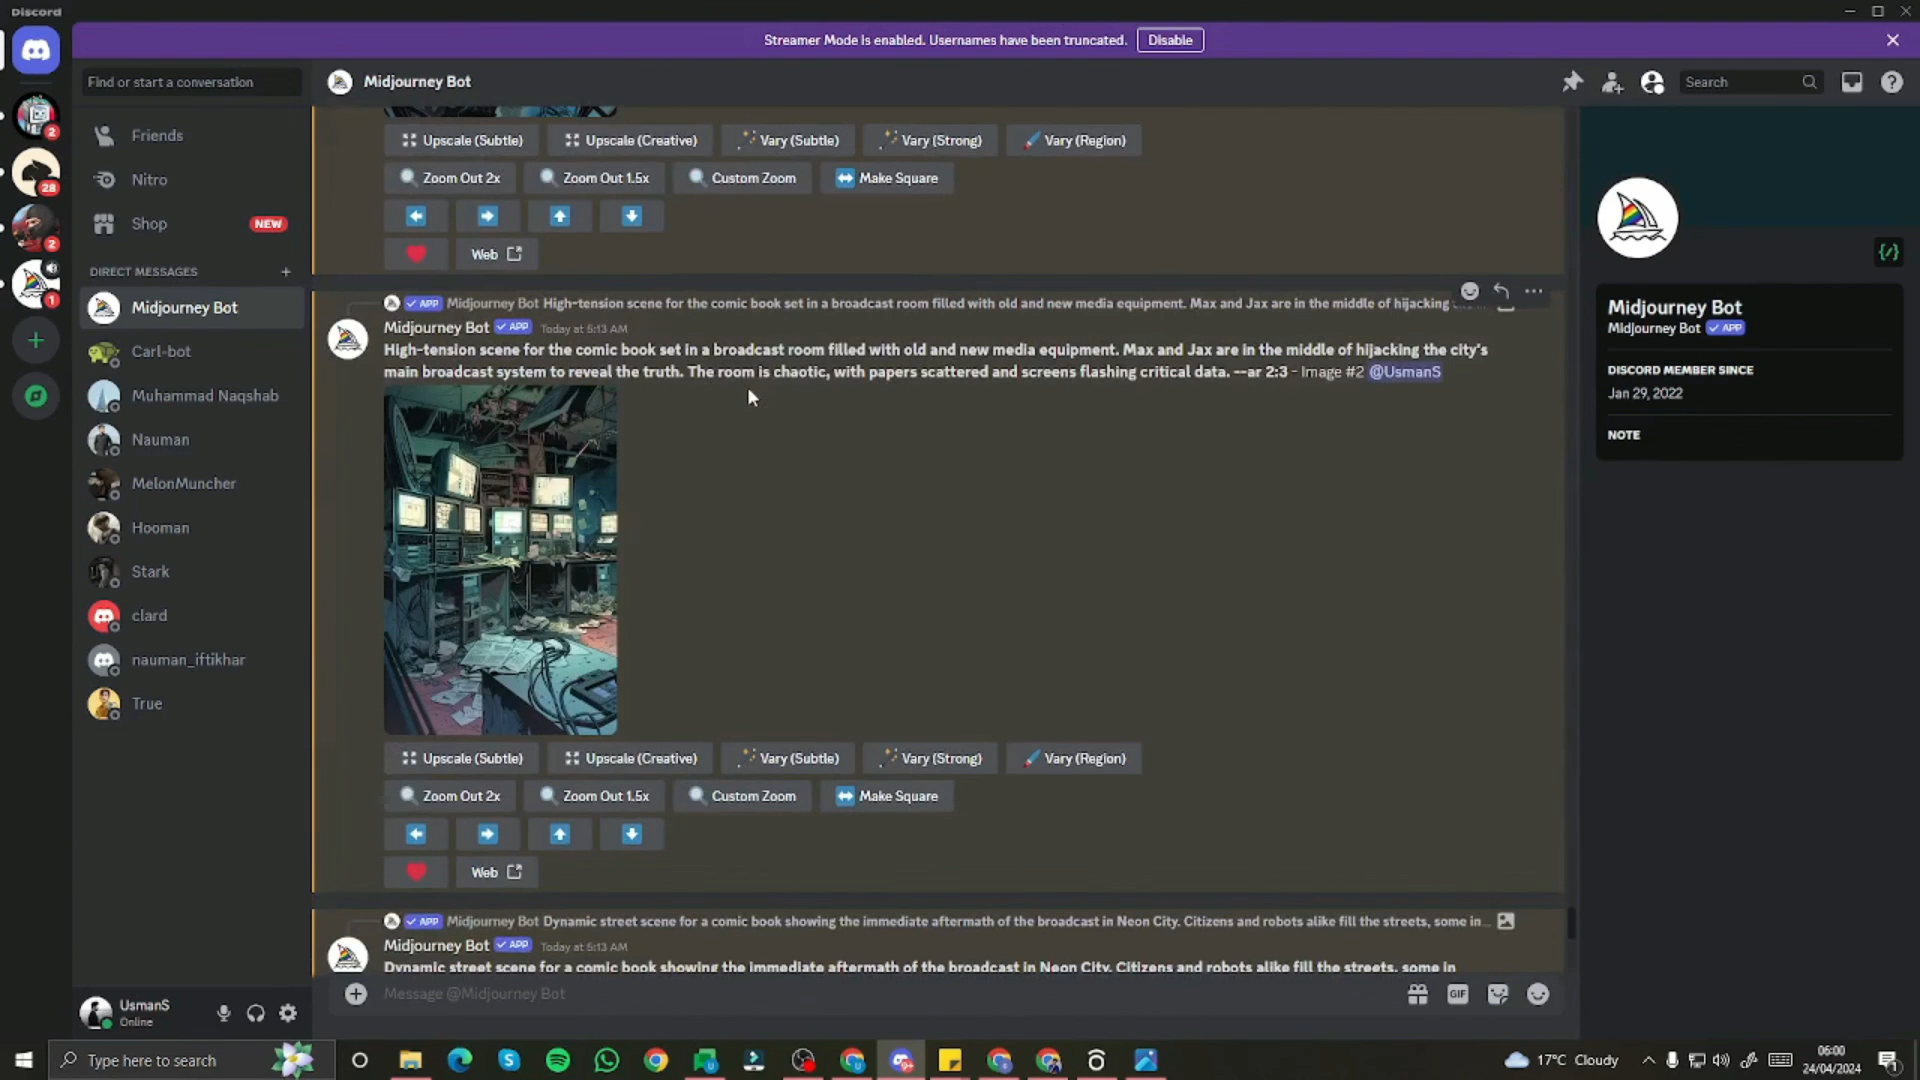 Discord
Streamer Mode is enabled. Usernames have been truncated.
Disable
Find or start a conversation
Midjourney Bot
Search
2
28
2
1
Friends
Nitro
Shop
NEW
DIRECT MESSAGES
Midjourney Bot
Carl-bot
Muhammad Naqshab
Nauman
MelonMuncher
Hooman
Stark
clard
nauman_iftikhar
True
UsmanS
Online
Upscale (Subtle)
Upscale (Creative)
Vary (Subtle)
Vary (Strong)
Vary (Region)
Zoom Out 2x
Zoom Out 1.5x
Custom Zoom
Make Square
Web
APP Midjourney Bot High-tension scene for the comic book set in a broadcast room filled with old and new media equipment. Max and Jax are in the middle of hijacking
Midjourney Bot APP Today at 5:13 AM
High-tension scene for the comic book set in a broadcast room filled with old and new media equipment. Max and Jax are in the middle of hijacking the city's
main broadcast system to reveal the truth. The room is chaotic, with papers scattered and screens flashing critical data. --ar 2:3 - Image #2 @UsmanS
Upscale (Subtle)
Upscale (Creative)
Vary (Subtle)
Vary (Strong)
Vary (Region)
Zoom Out 2x
Zoom Out 1.5x
Custom Zoom
Make Square
Web
APP Midjourney Bot Dynamic street scene for a comic book showing the immediate aftermath of the broadcast in Neon City. Citizens and robots alike fill the streets, some in...
Midjourney Bot APP Today at 5:13 AM
Dynamic street scene for a comic book showing the immediate aftermath of the broadcast in Neon City. Citizens and robots alike fill the streets, some in
Message @Midjourney Bot
GIF
Midjourney Bot
Midjourney Bot APP
DISCORD MEMBER SINCE
Jan 29, 2022
NOTE
Type here to search
17°C Cloudy
06:00
24/04/2024
1